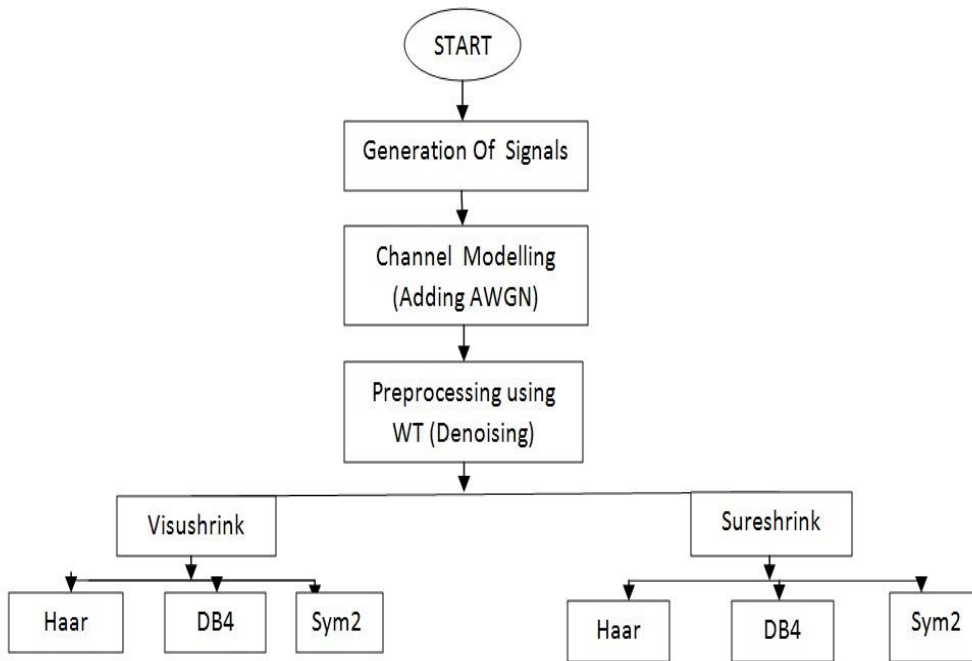 START
Generation Of Signals
Channel Modelling
(Adding AWGN)
Preprocessing using
WT (Denoising)
Visushrink
Sureshrink
Haar
DB4
Sym2
Haar
DB4
Sym2